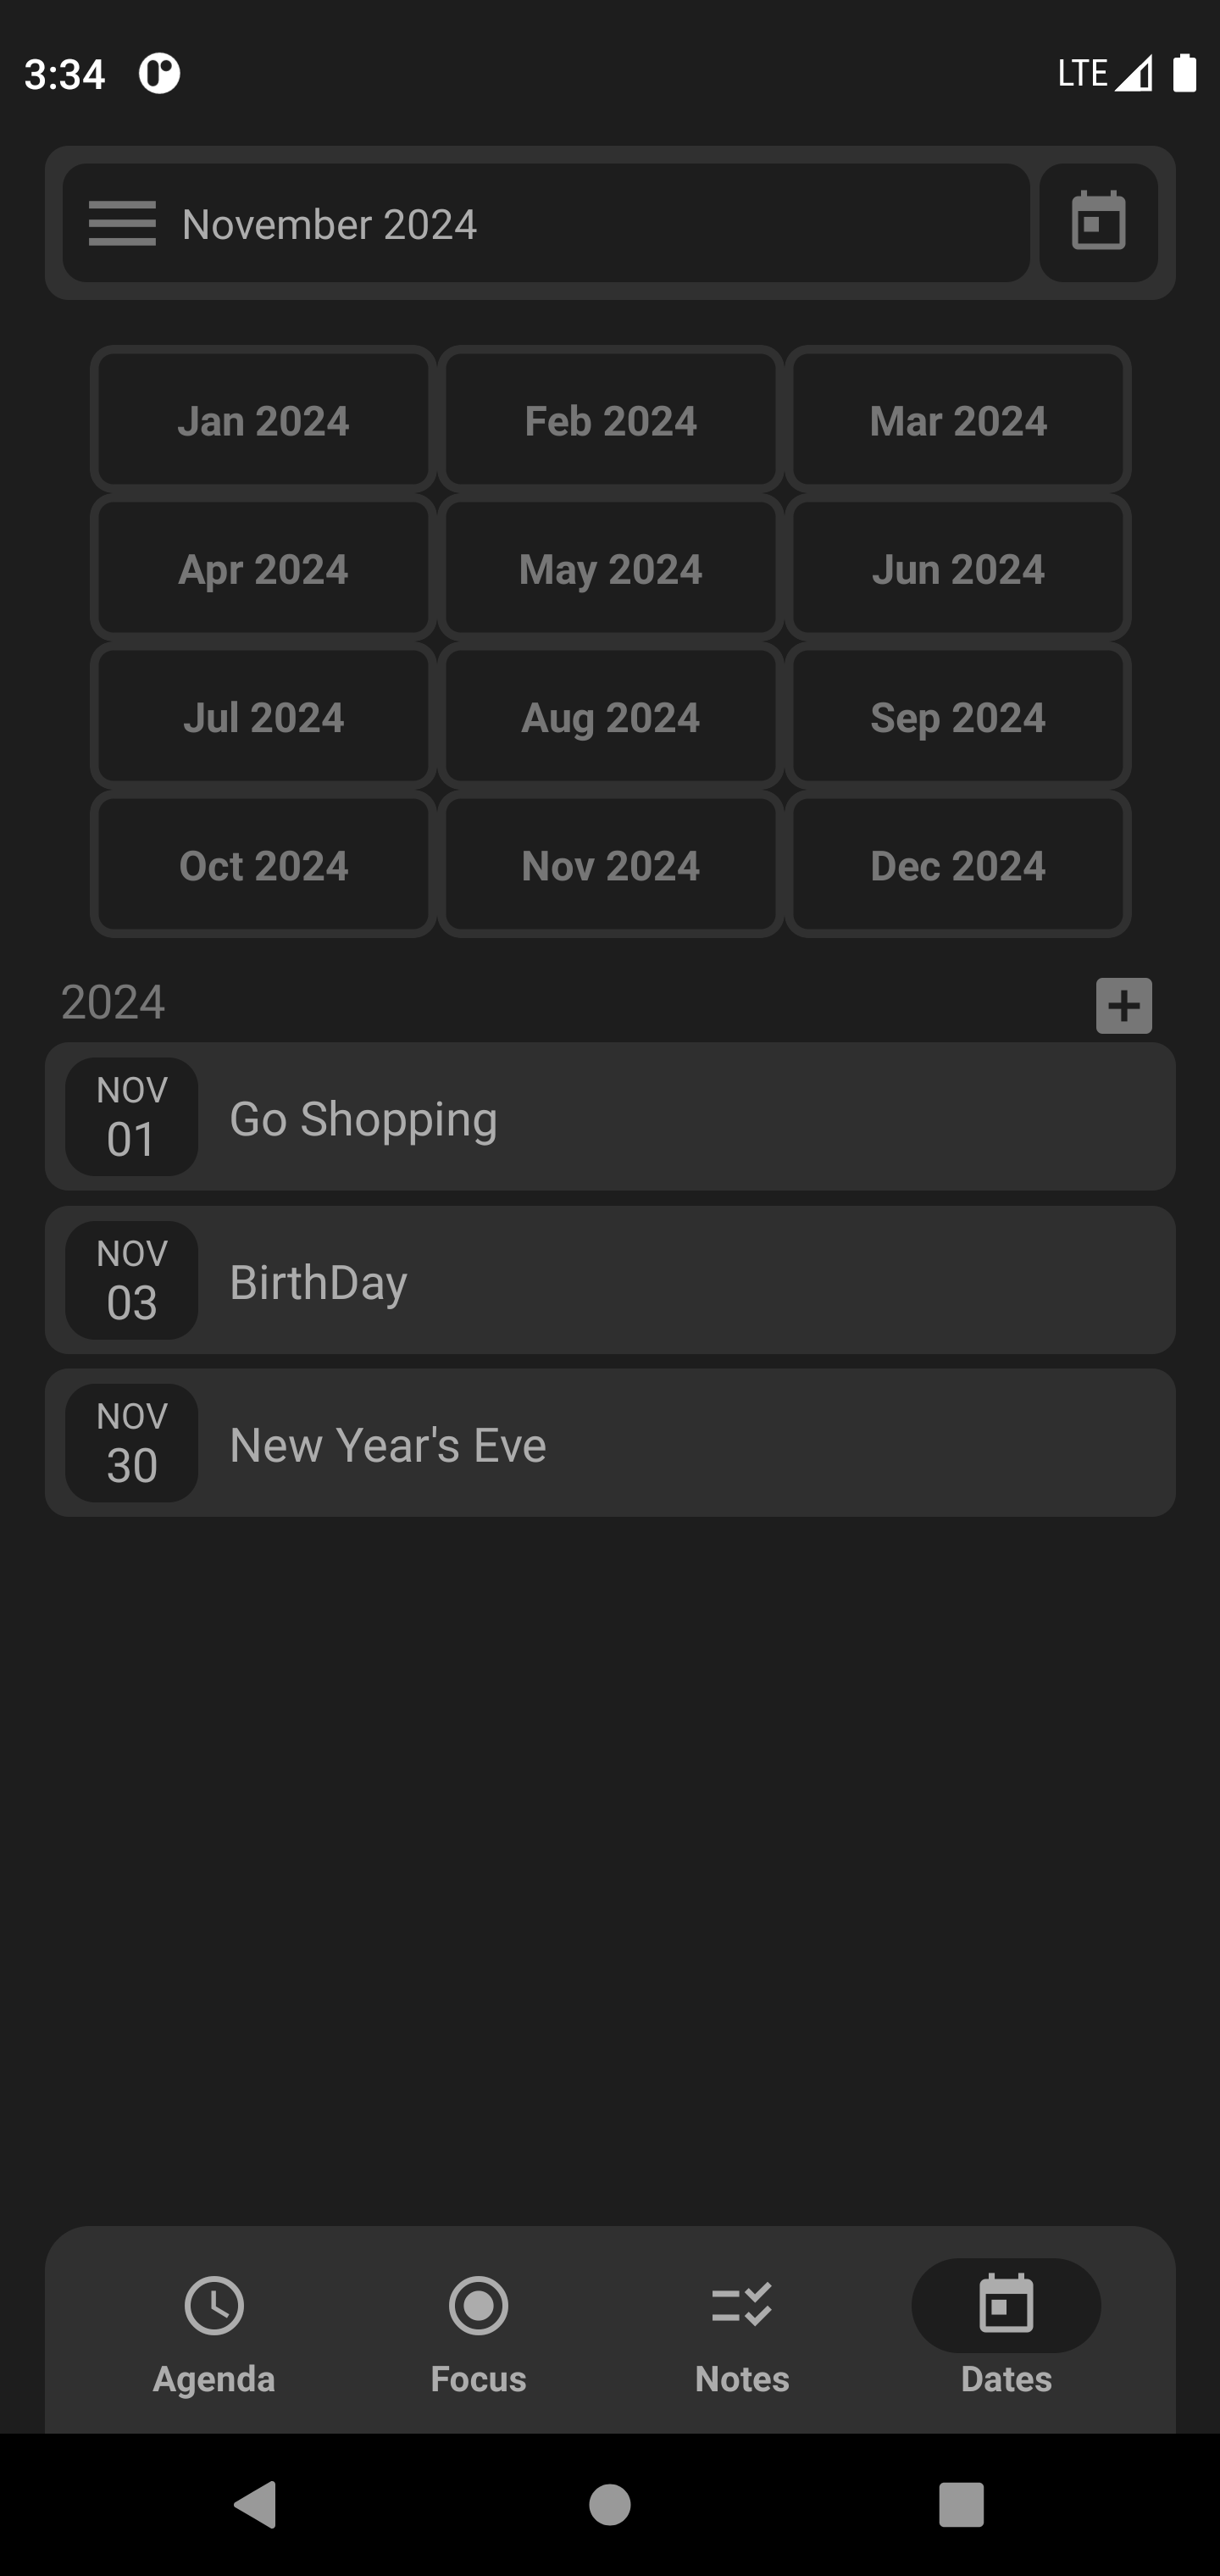 3:34
LTE
November 2024
Jan 2024
Feb 2024
Mar 2024
Apr 2024
May 2024
Jun 2024
Jul 2024
Aug 2024
Sep 2024
Oct 2024
Nov 2024
Dec 2024
2024
NOV
01
Go Shopping
NOV
03
BirthDay
NOV
30
New Year's Eve
Agenda
Focus
Notes
Dates